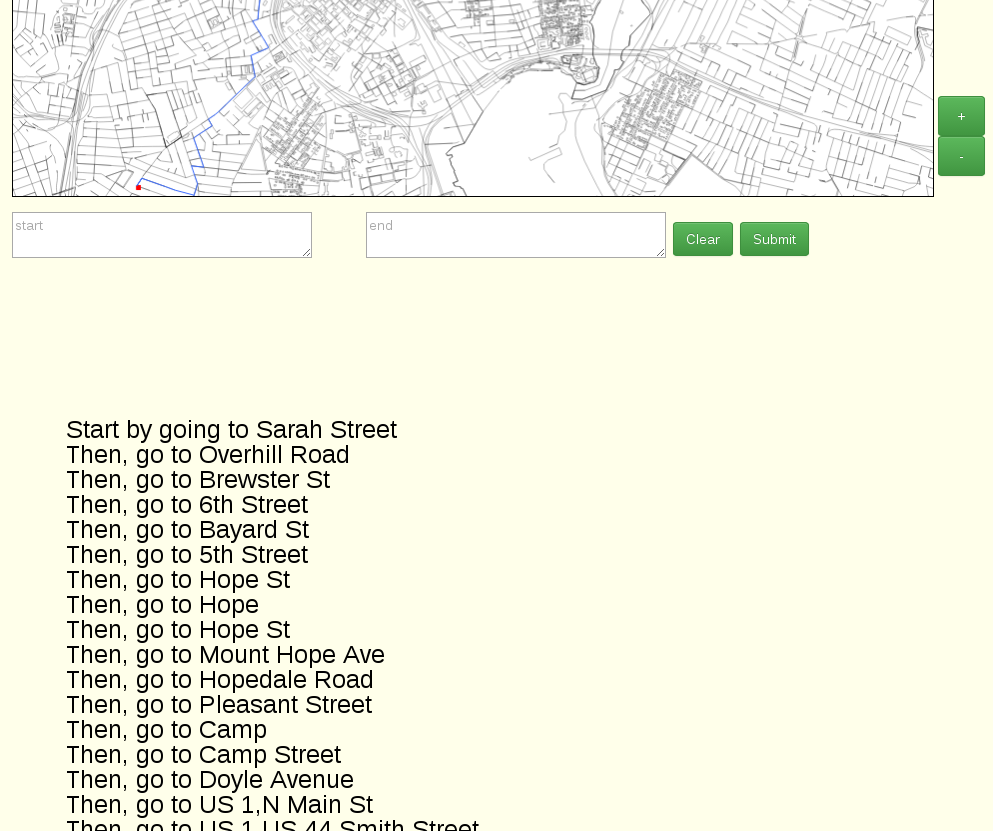 +
-
start
end
Clear
Submit
Start by going to Sarah Street
Then, go to Overhill Road
Then, go to Brewster St
Then, go to 6th Street
Then, go to Bayard St
Then, go to 5th Street
Then, go to Hope St
Then, go to Hope
Then, go to Hope St
Then, go to Mount Hope Ave
Then, go to Hopedale Road
Then, go to Pleasant Street
Then, go to Camp
Then, go to Camp Street
Then, go to Doyle Avenue
Then, go to US 1,N Main St
Then, go to US 1,US 44,Smith Street